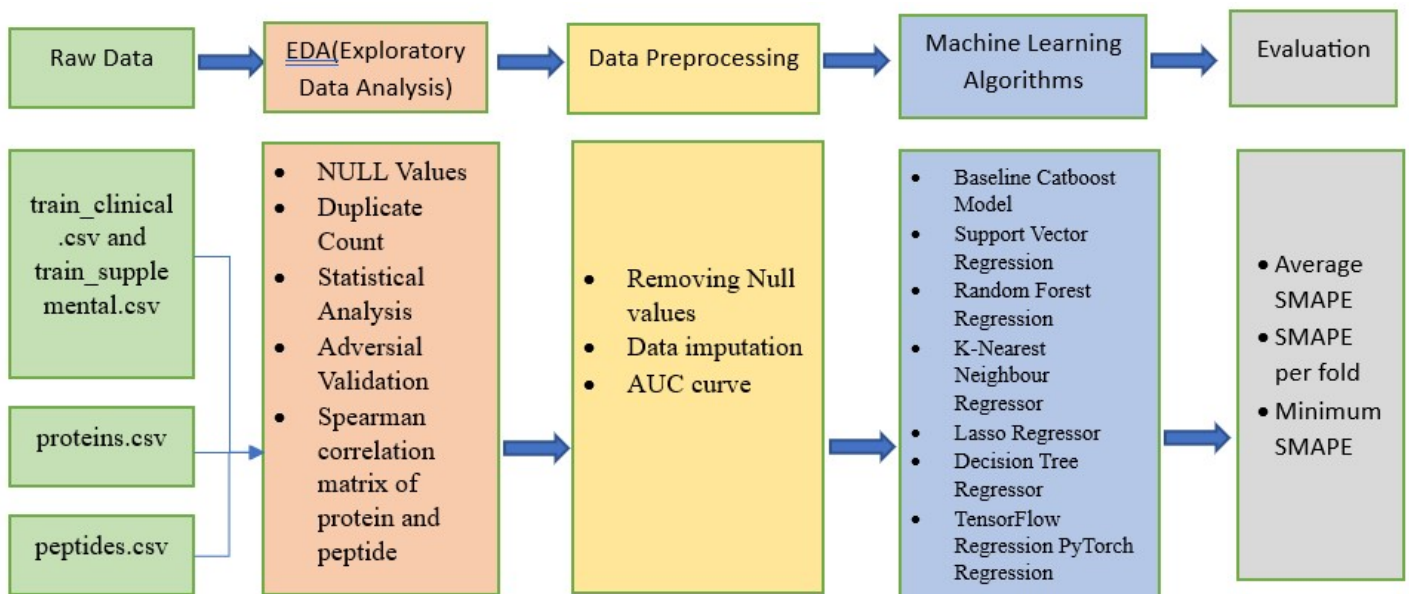 Raw Data
EDA(Exploratory
Data Analysis)
Data Preprocessing
Machine Learning
Algorithms
Evaluation
train_clinical
.csv and
train_supple
mental.csv
proteins.csv
peptides.csv
• NULL Values
• Duplicate
Count
• Statistical
Analysis
• Adversial
Validation
• Spearman
correlation
matrix of
protein and
peptide
• Removing Null
values
• Data imputation
• AUC curve
• Baseline Catboost
Model
• Support Vector
Regression
• Random Forest
Regression
• K-Nearest
Neighbour
Regressor
• Lasso Regressor
• Decision Tree
Regressor
• TensorFlow
Regression PyTorch
Regression
• Average
SMAPE
• SMAPE
per fold
• Minimum
SMAPE